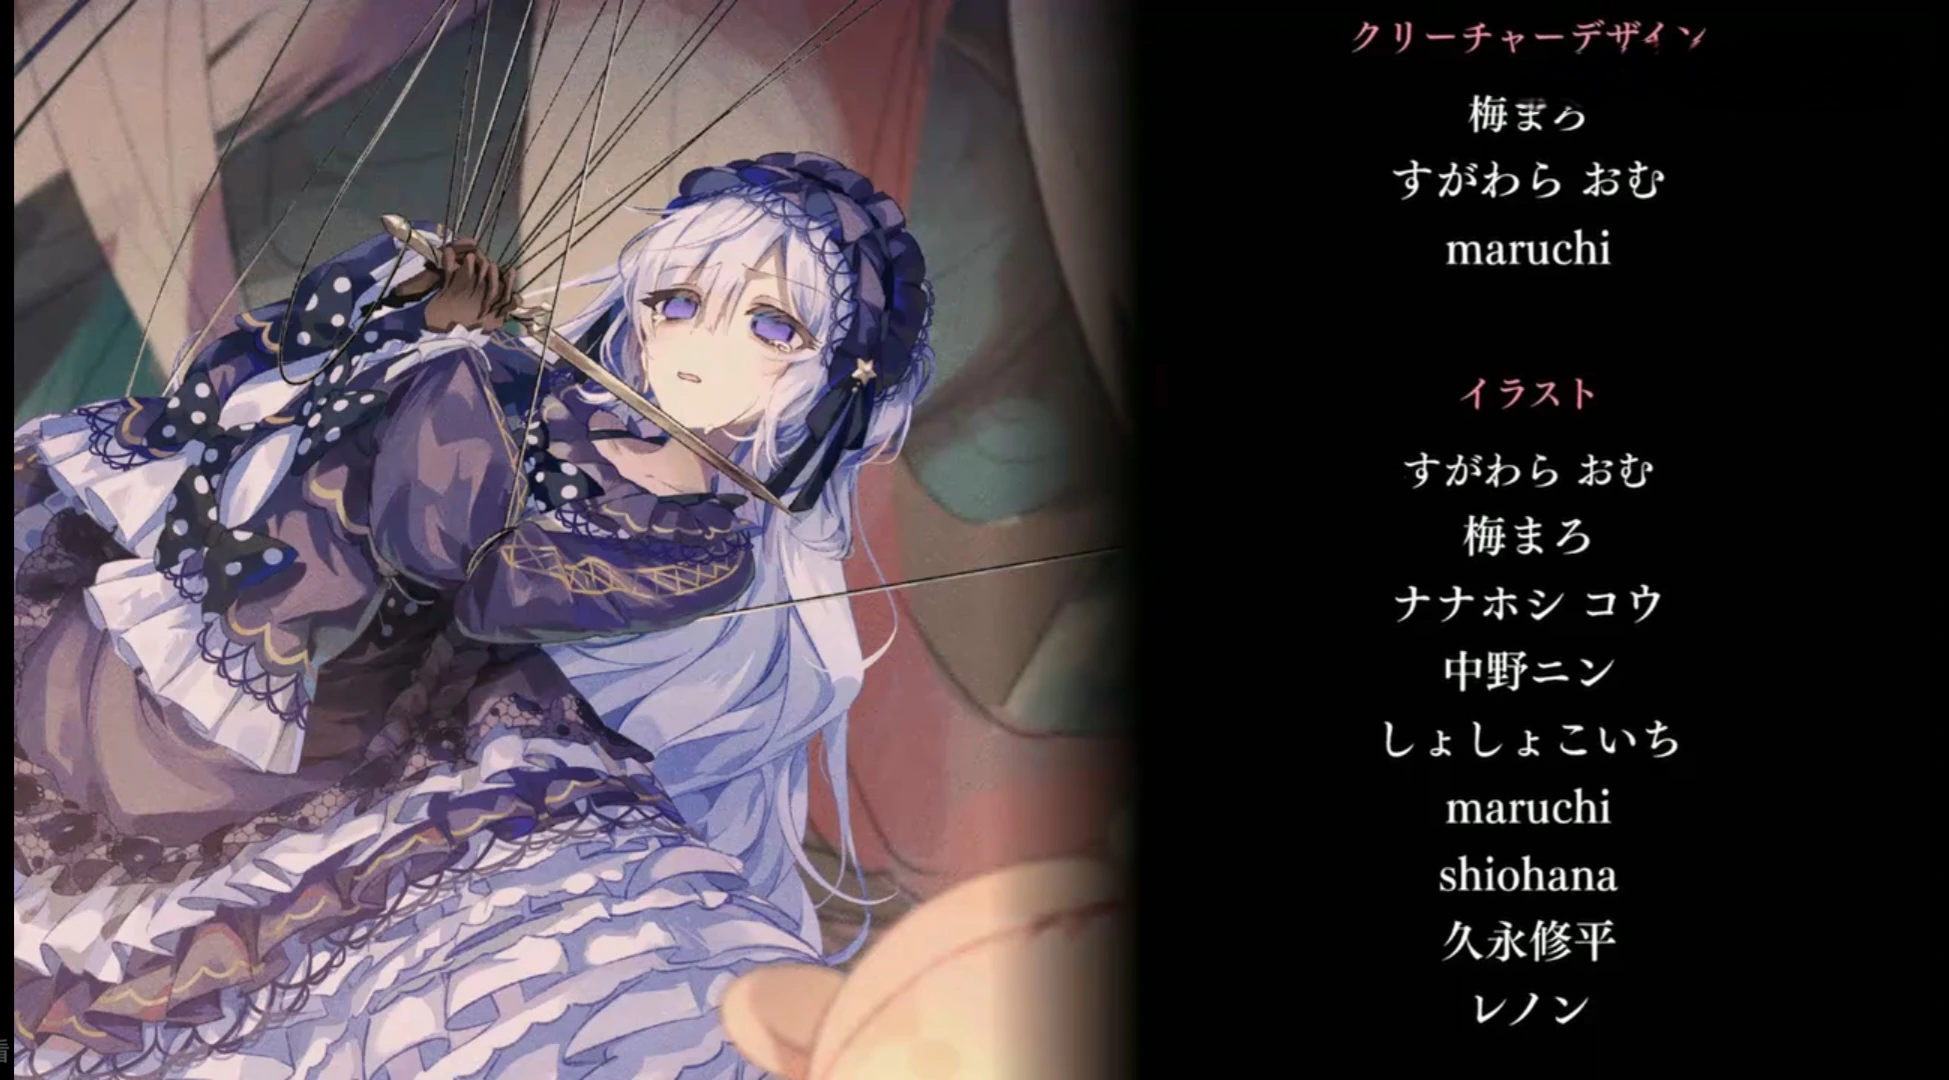 クリーチャーデザイン
梅まろ
すがわら おむ
maruchi
イラスト
すがわら おむ
梅まろ
ナナホシ コウ
中野ニン
しょしょこいち
maruchi
shiohana
久永修平
レノン
看